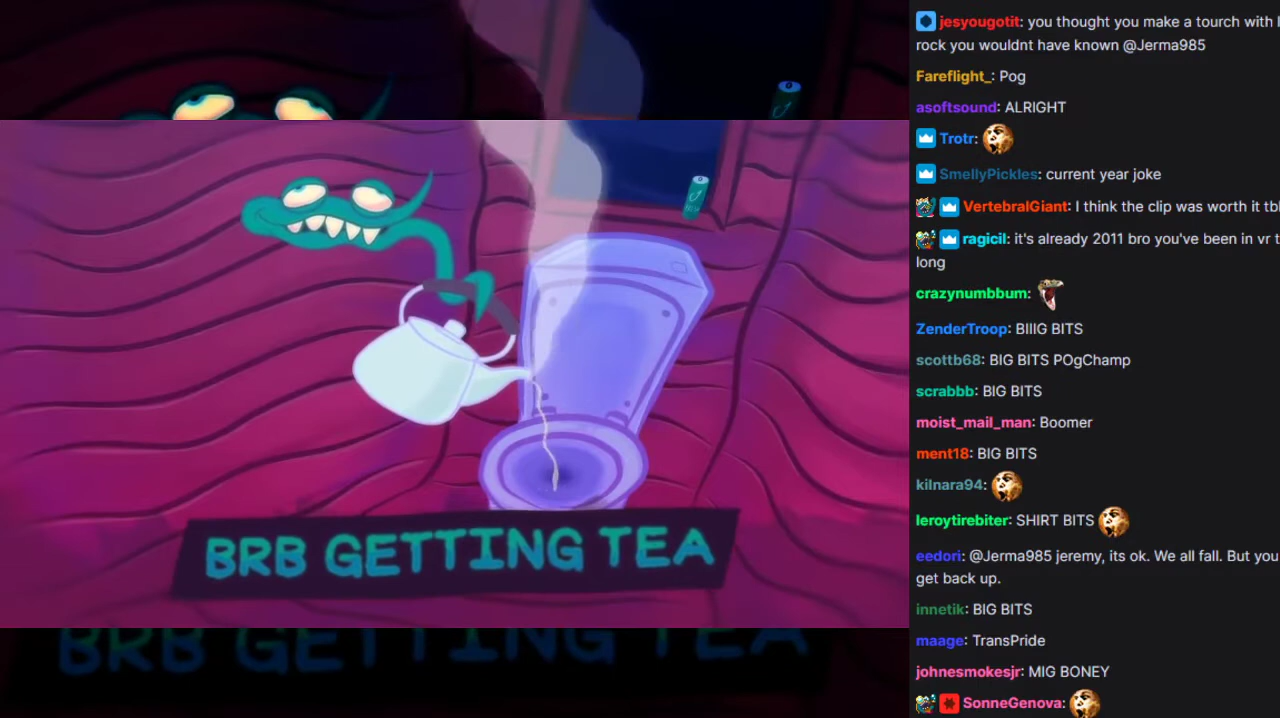 BRB GETTING TEA
BRB GETTING TEA
jesyougotit: you thought you make a tourch with
rock you wouldnt have known @Jerma985
Fareflight_: Pog
asoftsound: ALRIGHT
Trotr:
SmellyPickles: current year joke
VertebralGiant: I think the clip was worth it
ragicil: it's already 2011 bro you've been in vr
long
crazynumbbum:
ZenderTroop: BIIIG BITS
scottb68: BIG BITS POgChamp
scrabbb: BIG BITS
moist_mail_man: Boomer
ment18: BIG BITS
kilnara94:
leroytirebiter: SHIRT BITS
eedori: @Jerma985 jeremy, its ok. We all fall. But you
get back up.
innetik: BIG BITS
maage: TransPride
johnesmokesjr: MIG BONEY
SonneGenova: